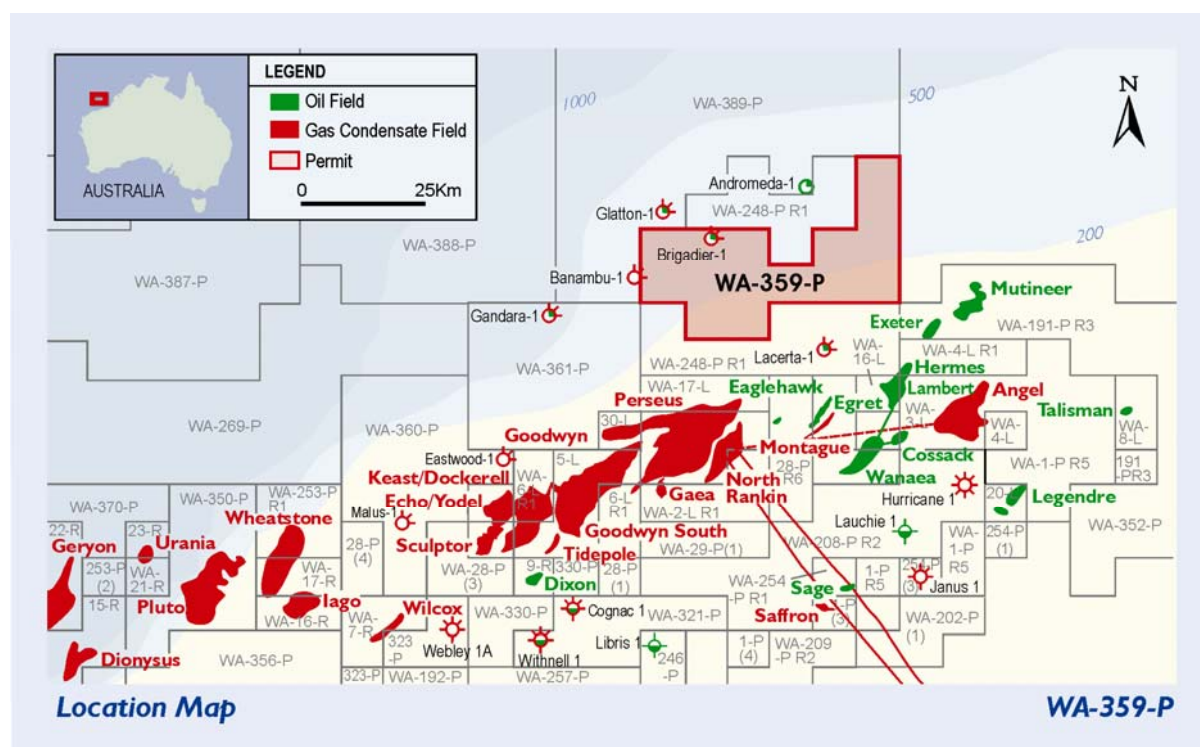 LEGEND
Oil Field
Gas Condensate Field
Permit
0 25Km
AUSTRALIA
N
1000
500
200
WA-389-P
Andromeda-1
WA-248-P R1
Glatton-1
Brigadier-1
WA-388-P
WA-387-P
Banambu-1
WA-359-P
Gandara-1
Mutineer
Exeter
WA-191-P R3
Lacerta-1
WA-
16-L
WA-4-L R1
WA-248-P R1
WA-361-P
WA-17-L
Hermes
Lambert
Angel
Eaglehawk
Egret
Perseus
WA-
3-L
Talisman
WA-269-P
WA-360-P
30-L
WA-
4-L
WA-
8-L
Goodwyn
Montague
Cossack
Wanaea
Eastwood-1
5-L
28-P
R6
WA-1-P R5
191
-PR3
Keast/Dockerell
WA-
6-L
R1
North
Rankin
Gaea
Hurricane 1
20-L
Legendre
WA-370-P
WA-350-P
WA-253-P
R1
Echo/Yodel
6-L
R1
WA-2-L R1
Malus-1
Wheatstone
Goodwyn South
Lauchie 1
WA-352-P
22-R
23-R
Geryon
Urania
28-P
(4)
Sculptor
Tidepole
WA-29-P(1)
WA-208-P R2
WA-
1-P
R5
254-P
(1)
253-P
(2)
WA-
21-R
WA-
17-R
WA-28-P
(3)
9-R
330-P
28-P
(1)
Dixon
WA-254
-P R1
Sage
1-P
R5
Janus 1
15-R
Pluto
Iago
WA-16-R
WA-
7-R
Wilcox
WA-330-P
Cognac 1
WA-321-P
Saffron
(3)
WA-202-P
(1)
Webley 1A
323
-P
Withnell 1
Libris 1
246
-P
1-P
(4)
WA-209
-P R2
Dionysus
WA-356-P
323-P
WA-192-P
WA-257-P
Location Map
WA-359-P